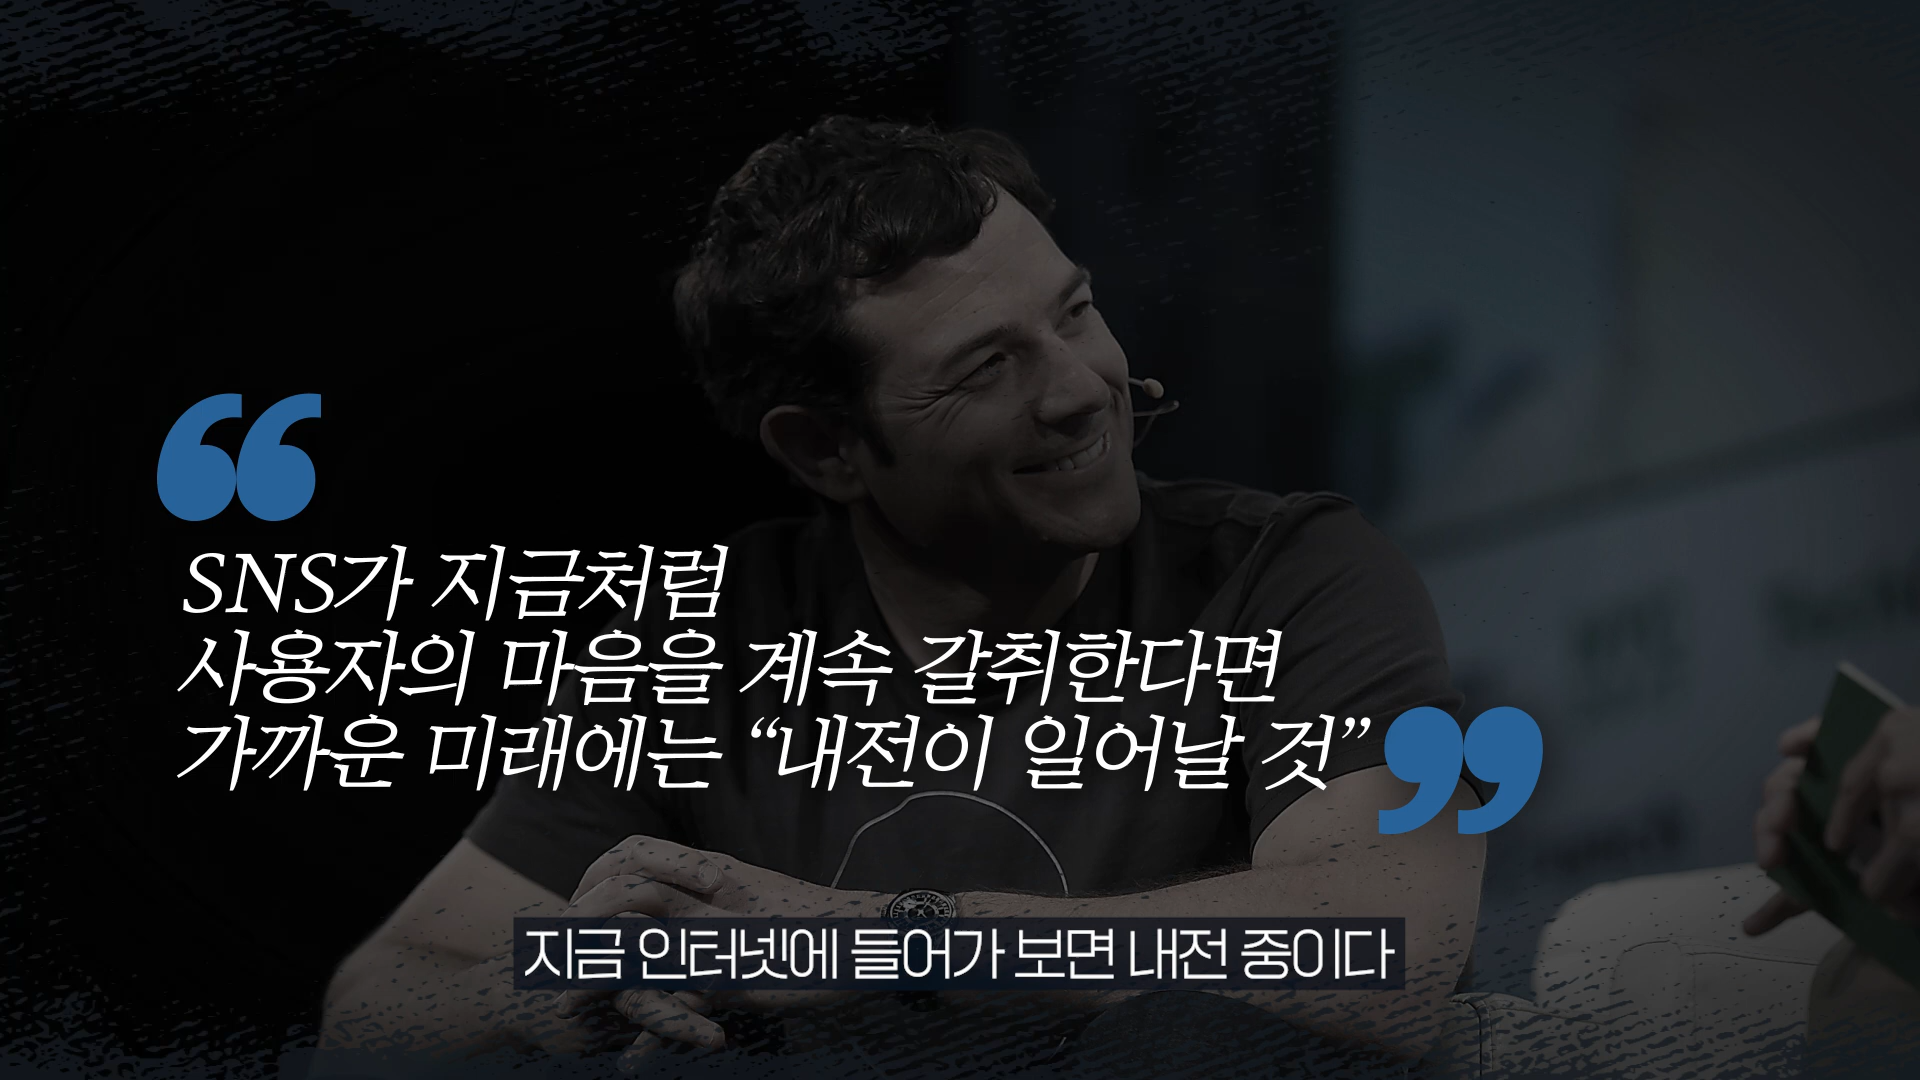 SNS가 지금처럼
사용자의 마음을 계속 갈취한다면
가까운 미래에는 “내전이 일어날 것”
지금 인터넷에 들어가 보면 내전 중이다